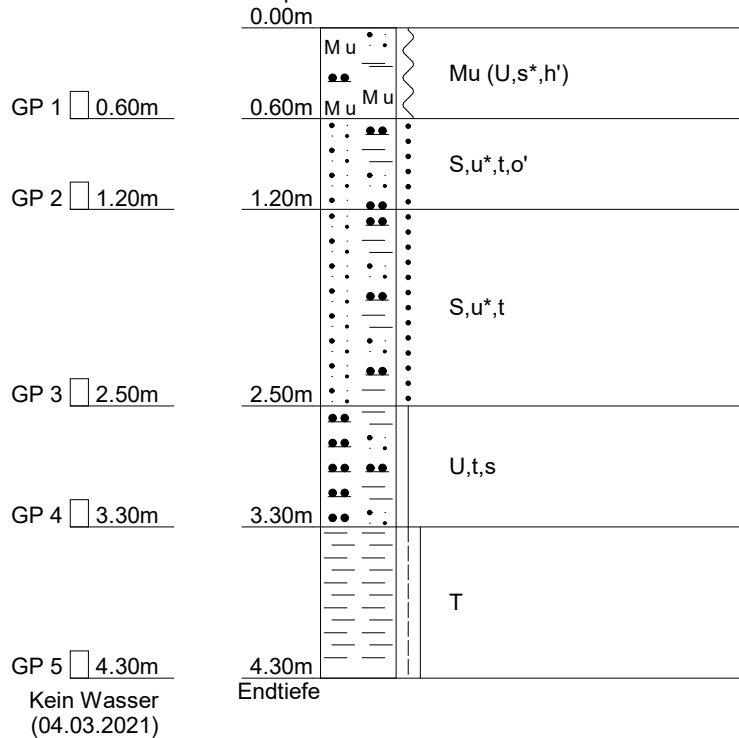 0.00m
Mu
Mu
Mu
Mu (U,s*,h')
GP 1 0.60m 0.60m
S,u*,t,o'
GP 2 1.20m 1.20m
S,u*,t
GP 3 2.50m 2.50m
U,t,s
GP 4 3.30m 3.30m
T
GP 5 4.30m 4.30m
Kein Wasser
(04.03.2021)
Endtiefe